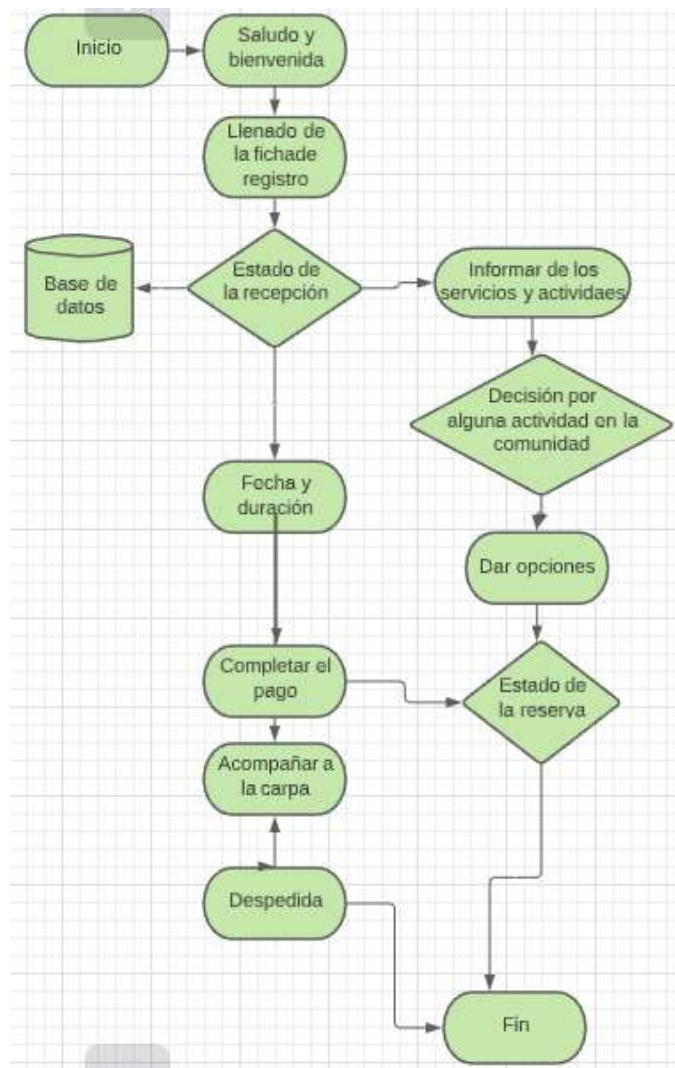 Inicio
Saludo y
bienvenida
Llenado de
la fichade
registro
Base de
datos
Estado de
la recepción
Informar de los
servicios y actividaes
Decisión por
alguna actividad en la
comunidad
Fecha y
duración
Dar opciones
Completar el
pago
Estado de
la reserva
Acompañar a
la carpa
Despedida
Fin